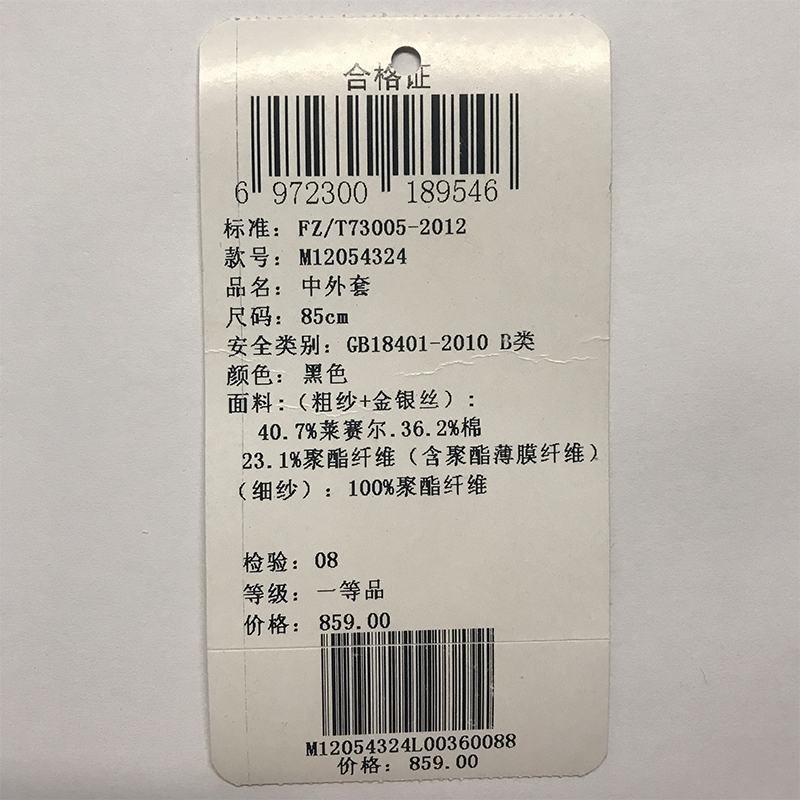 合格证
6 972300 189546
标准：FZ/T73005-2012
款号：M12054324
品名：中外套
尺码：85cm
安全类别：GB18401-2010 B类
颜色：黑色
面料：（粗纱+金银丝）：
40.7%莱赛尔.36.2%棉
23.1%聚酯纤维（含聚酯薄膜纤维）
（细纱）：100%聚酯纤维
检验：08
等级：一等品
价格：859.00
M12054324L00360088
价格：859.00